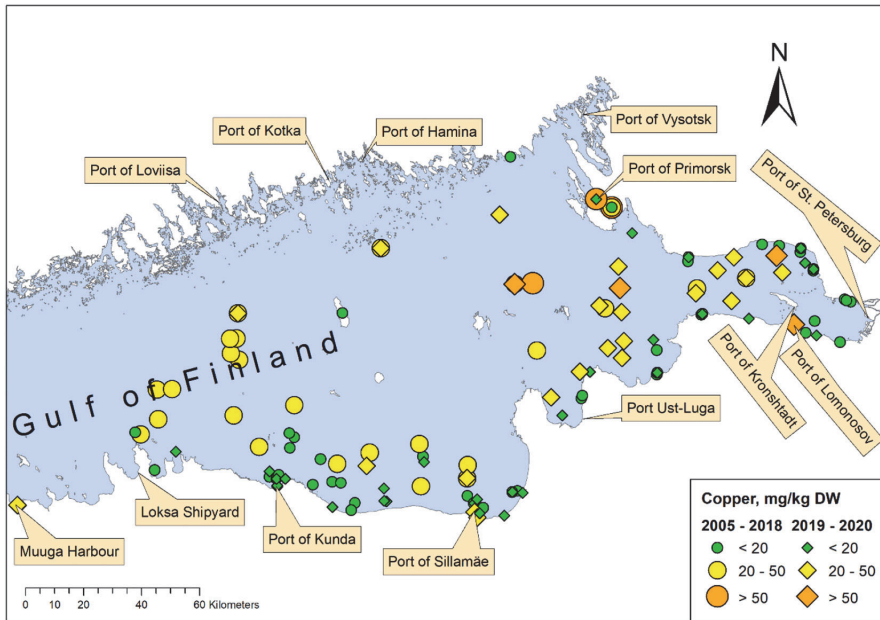 N
Port of Vysotsk
Port of Kotka
Port of Hamina
Port of Loviisa
Port of Primorsk
Port of St. Petersburg
Gulf of Finland
Port of Kronshtadt
Port of Lomonosov
Port Ust-Luga
Loksa Shipyard
Port of Kunda
Muuga Harbour
Port of Sillamäe
0 10 20 40 60 Kilometers
Copper, mg/kg DW
2005 - 2018 2019 - 2020
< 20 < 20
20 - 50 20 - 50
> 50 > 50